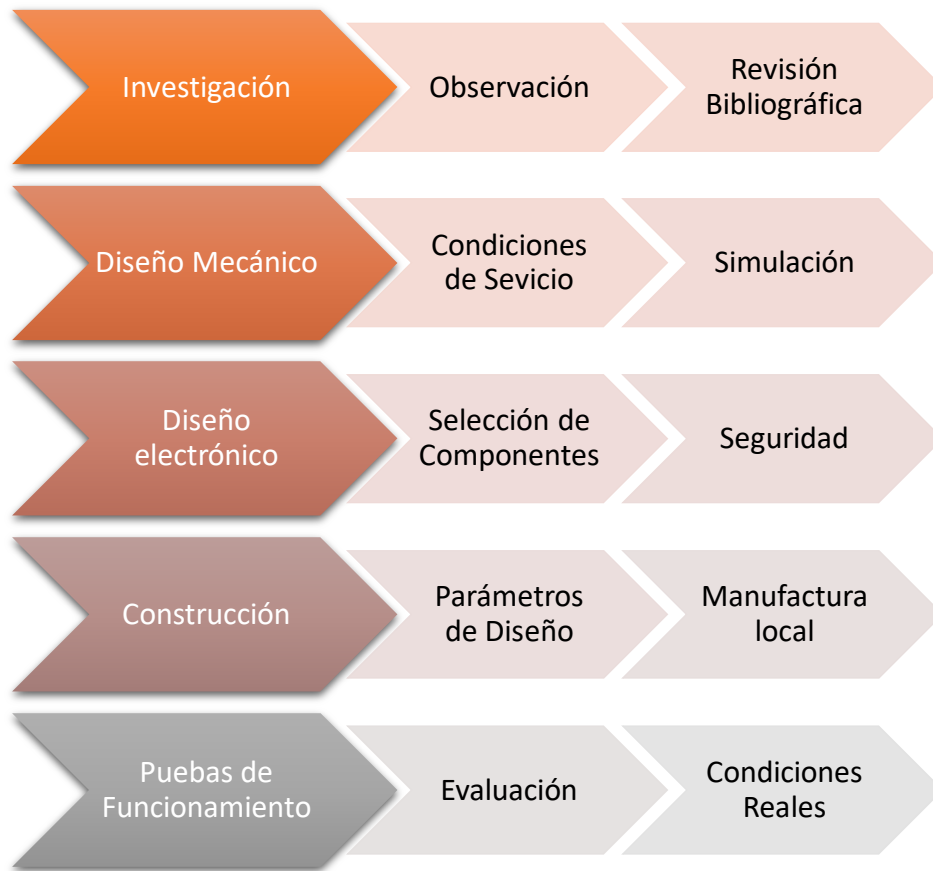 Investigación
Observación
Revisión
Bibliográfica
Diseño Mecánico
Condiciones
de Sevicio
Simulación
Diseño
electrónico
Selección de
Componentes
Seguridad
Construcción
Parámetros
de Diseño
Manufactura
local
Puebas de
Funcionamiento
Evaluación
Condiciones
Reales